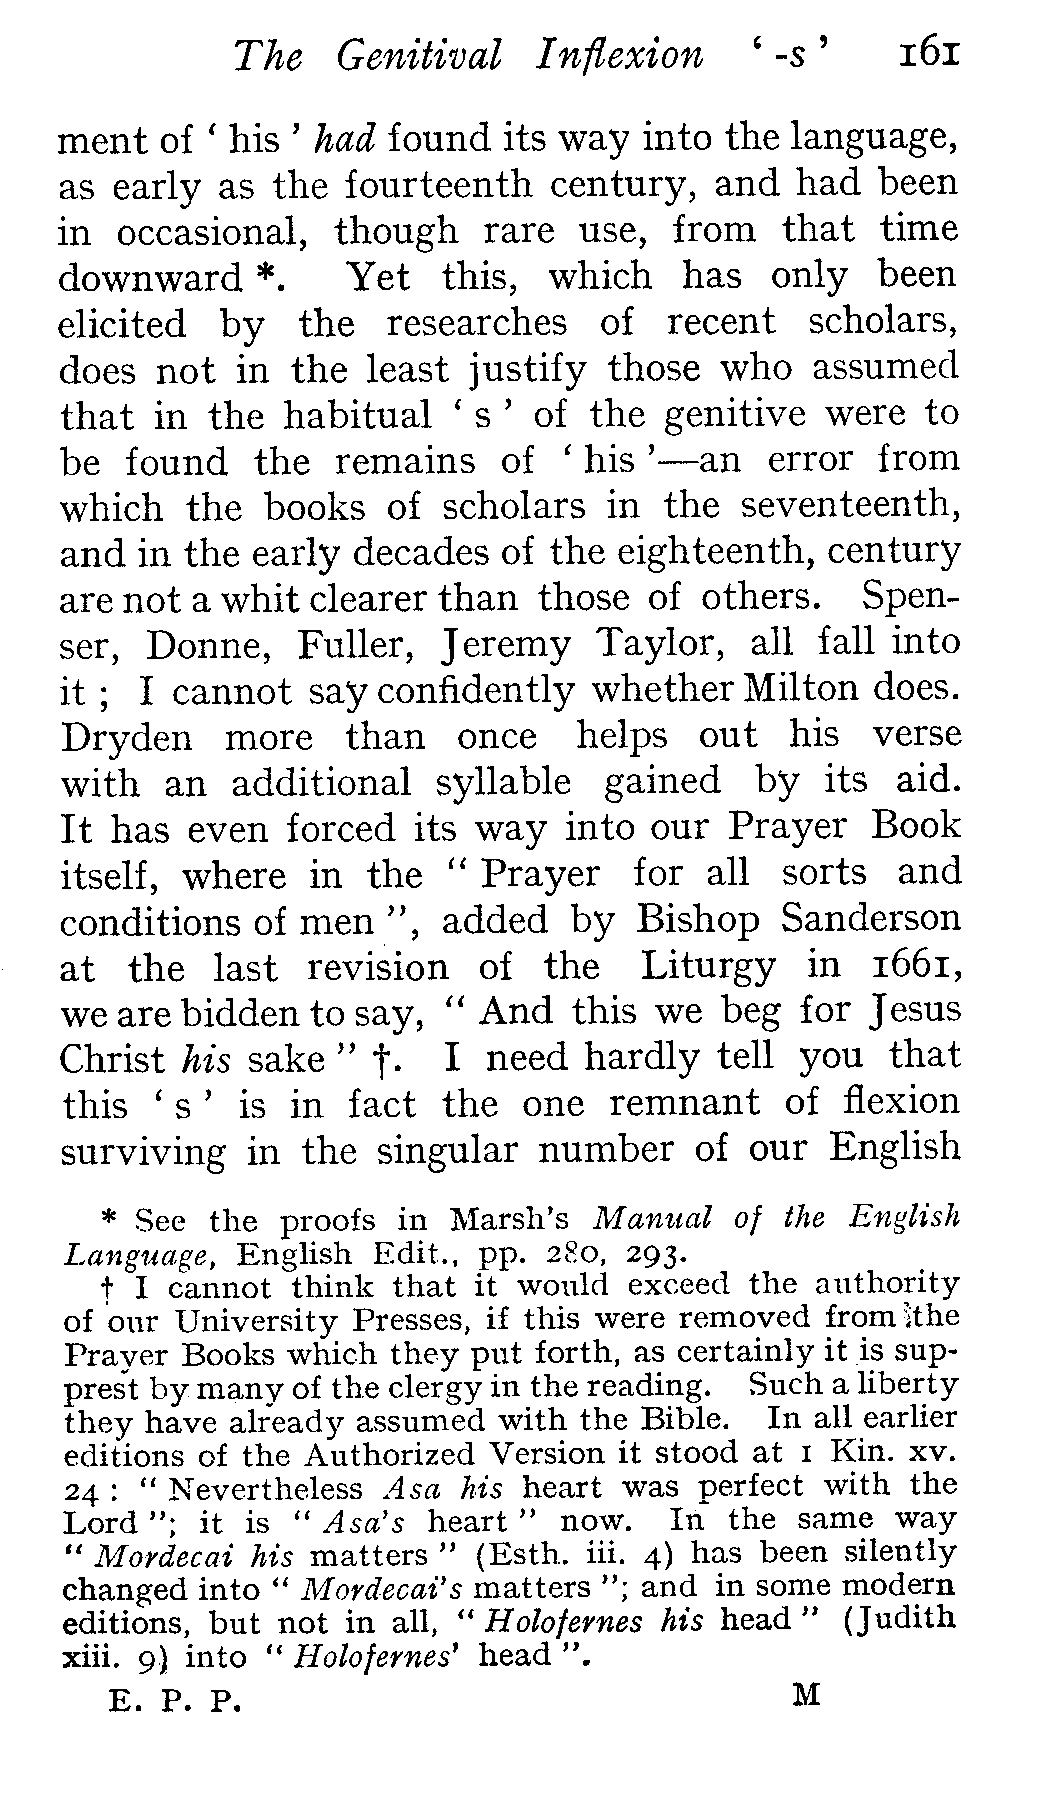 The Genitival Inflexion ‘ -s ’ 161
ment of ‘ his ’ had found its way into the language,
as early as the fourteenth century, and had been
in occasional, though rare use, from that time
downward *. Yet this, which has only been
elicited by the researches of recent scholars,
does not in the least justify those who assumed
that in the habitual ‘ s ’ of the genitive were to
be found the remains of ‘ his ’—an error from
which the books of scholars in the seventeenth,
and in the early decades of the eighteenth, century
are not a whit clearer than those of others. Spen-
ser, Donne, Fuller, Jeremy Taylor, all fall into
it ; I cannot say confidently whether Milton does.
Dryden more than once helps out his verse
with an additional syllable gained by its aid.
It has even forced its way into our Prayer Book
itself, where in the “ Prayer for all sorts and
conditions of men ”, added by Bishop Sanderson
at the last revision of the Liturgy in 1661,
we are bidden to say, “ And this we beg for Jesus
Christ his sake ” †. I need hardly tell you that
this ‘ s ’ is in fact the one remnant of flexion
surviving in the singular number of our English
* See the proofs in Marsh’s Manual of the English
Language, English Edit., pp. 280, 293.
† I cannot think that it would exceed the authority
of our University Presses, if this were removed from the
Prayer Books which they put forth, as certainly it is sup-
prest by many of the clergy in the reading. Such a liberty
they have already assumed with the Bible. In all earlier
editions of the Authorized Version it stood at 1 Kin. xv.
24 : “ Nevertheless Asa his heart was perfect with the
Lord ”; it is “ Asa’s heart ” now. In the same way
“ Mordecai his matters ” (Esth. iii. 4) has been silently
changed into “ Mordecai’s matters ”; and in some modern
editions, but not in all, “ Holofernes his head ” (Judith
xiii. 9) into “ Holofernes’ head ”.
E. P. P. M